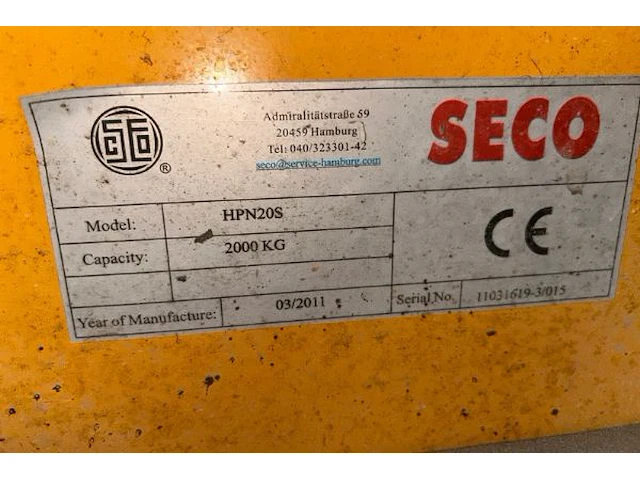 Admiralitätstraße 59
20459 Hamburg
Tel: 040/323301-42
seco@service-hamburg.com
SECO
®
Model: HPN20S
Capacity: 2000 KG
CE
Year of Manufacture: 03/2011 Serial No. 11031619-3/015